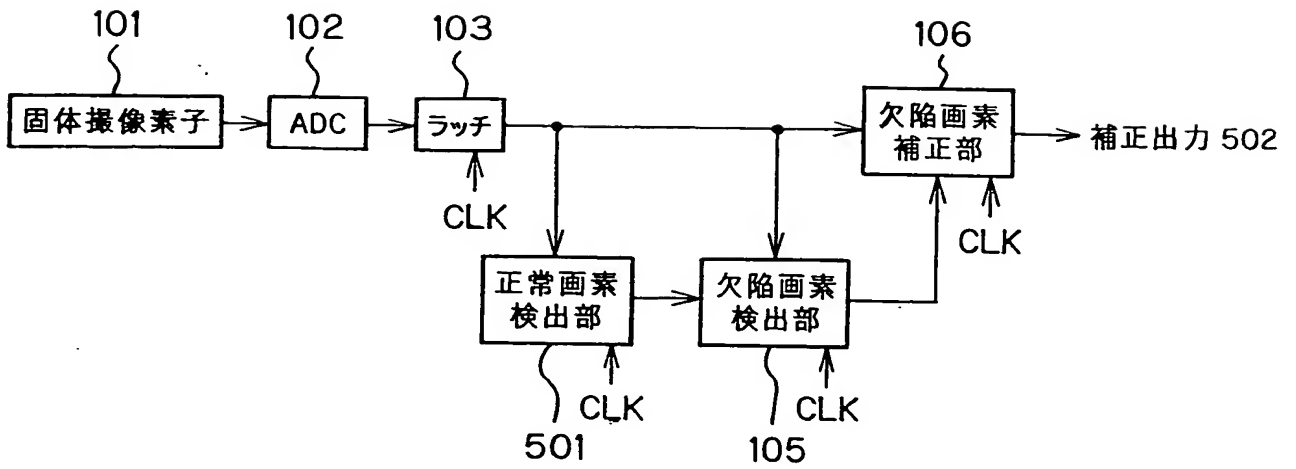 101
102
103
106
固体撮像素子
ADC
ラッチ
欠陥画素
補正部
補正出力 502
CLK
CLK
正常画素
検出部
欠陥画素
検出部
CLK
CLK
501
105